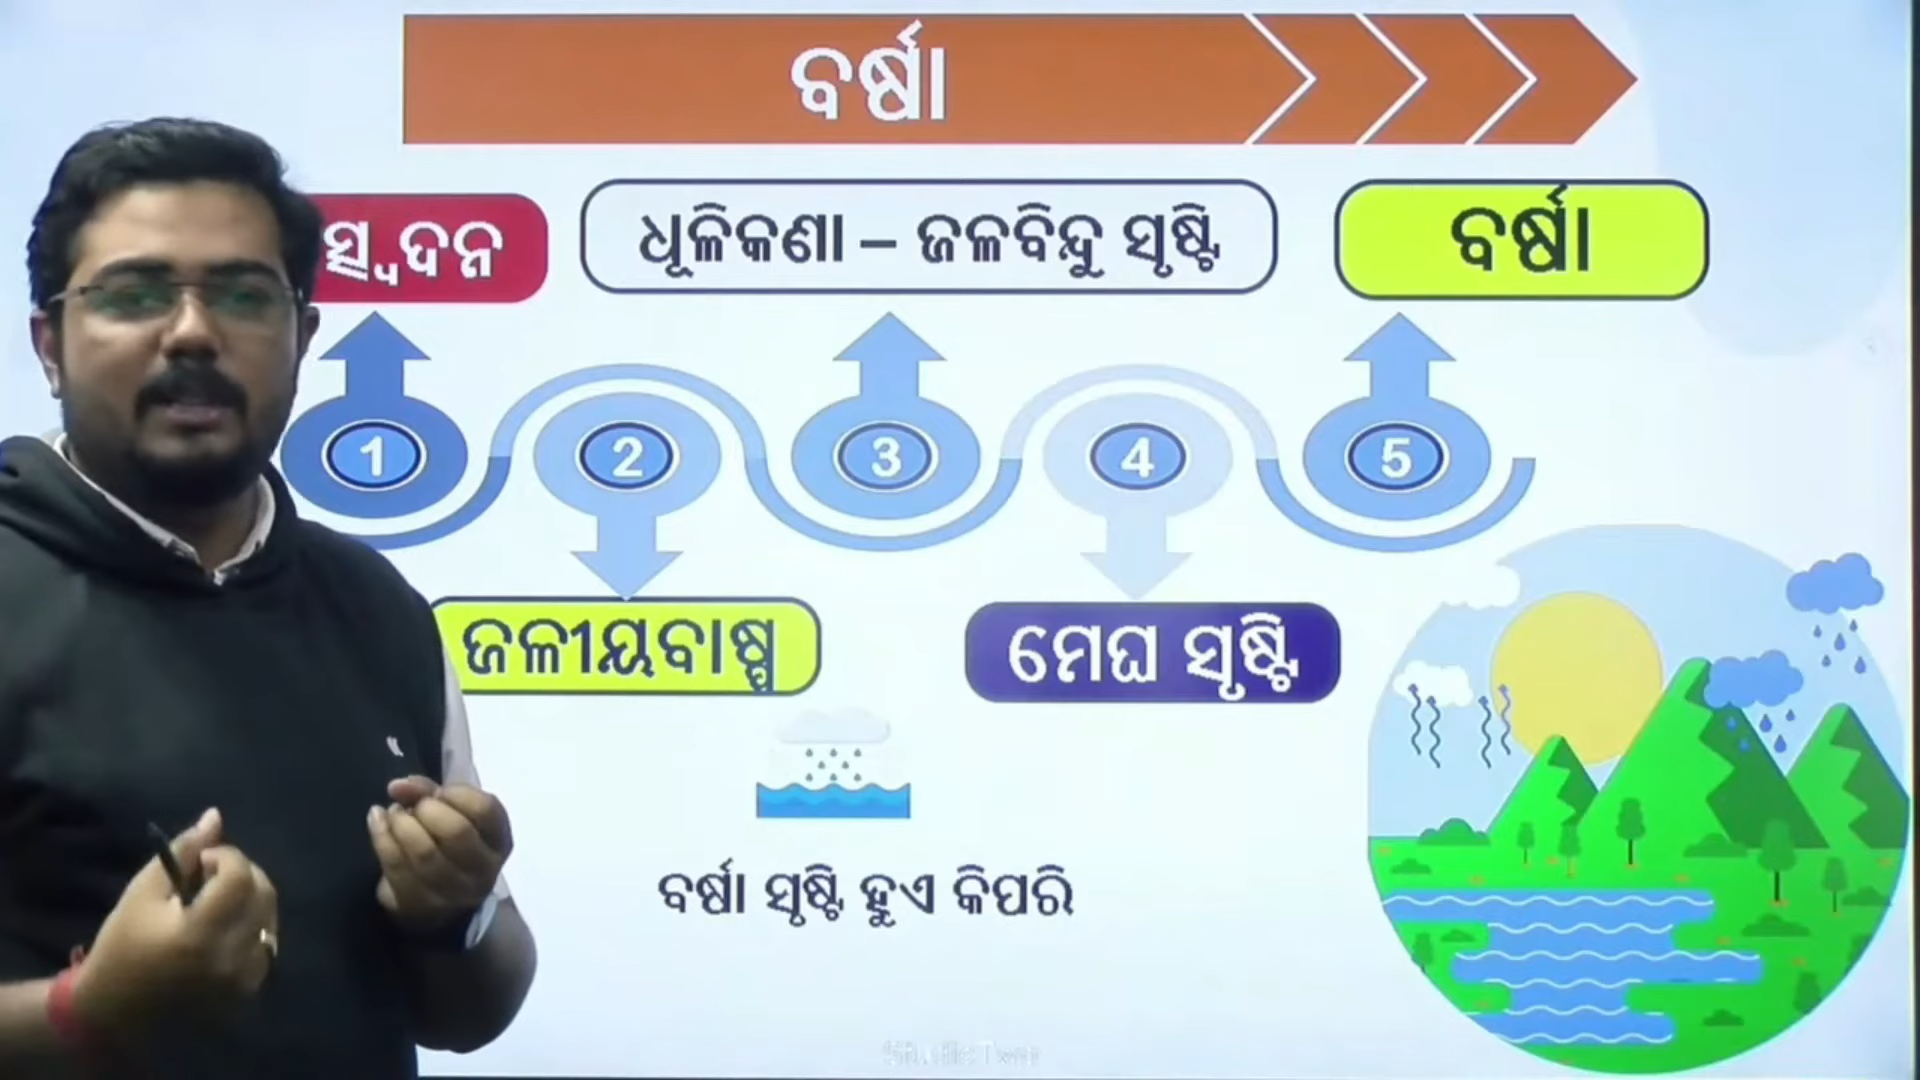 ବର୍ଷା
ଧୂଳିକଣା – ଜଳବିନ୍ଦୁ ସୃଷ୍ଟି
ବର୍ଷା
1
2
3
4
5
ଜଳୀୟବାଷ୍ପ
ମେଘ ସୃଷ୍ଟି
ବର୍ଷା ସୃଷ୍ଟି ହୁଏ କିପରି